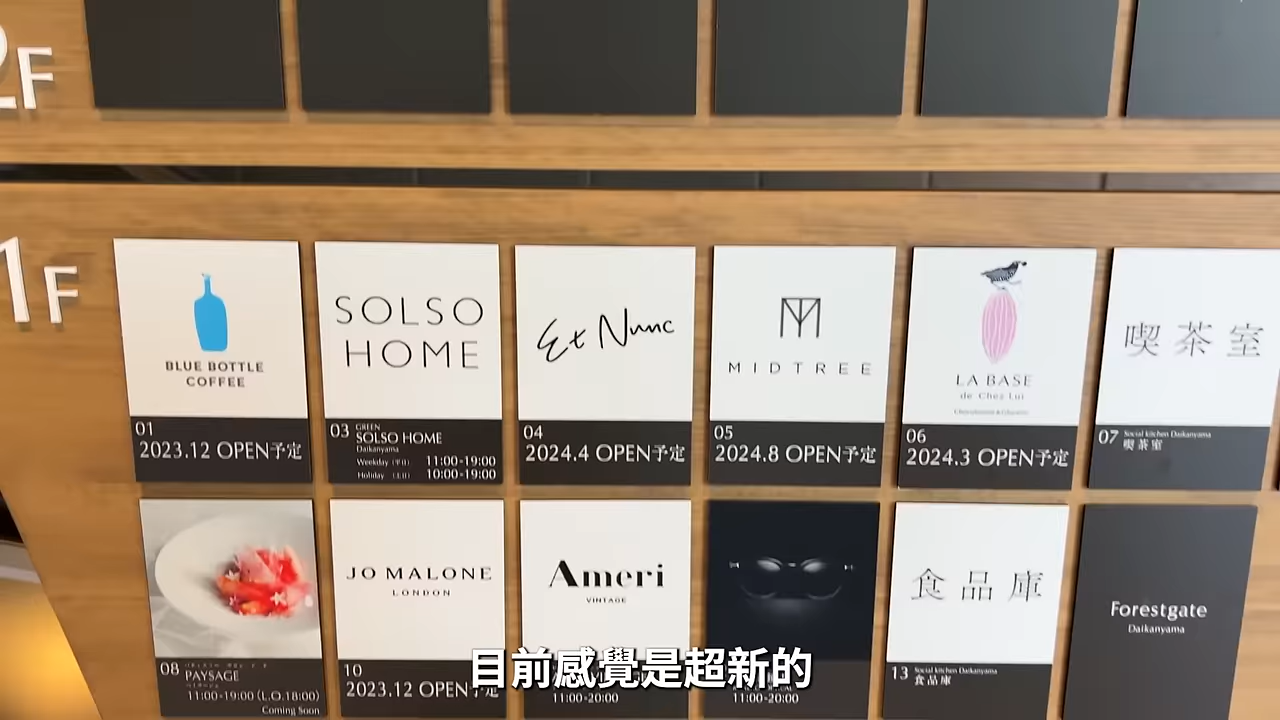 2F
1F
BLUE BOTTLE
COFFEE
01
2023.12 OPEN予定
SOLSO
HOME
03 GREEN
SOLSO HOME
Daikanyama
Weekday (平日) 11:00-19:00
Holiday (土日) 10:00-19:00
Et Nunc
04
2024.4 OPEN予定
MIDTREE
05
2024.8 OPEN予定
LA BASE
de Chez Lui
06
2024.3 OPEN予定
喫茶室
07 Social kitchen Daikanyama
喫茶室
08
PAYSAGE
11:00-19:00 (L.O.18:00)
Coming Soon
JO MALONE
LONDON
10
2023.12 OPEN予定
Ameri
VINTAGE
11:00-20:00
11:00-20:00
食品庫
13 Social kitchen Daikanyama
食品庫
Forestgate
Daikanyama
目前感覺是超新的